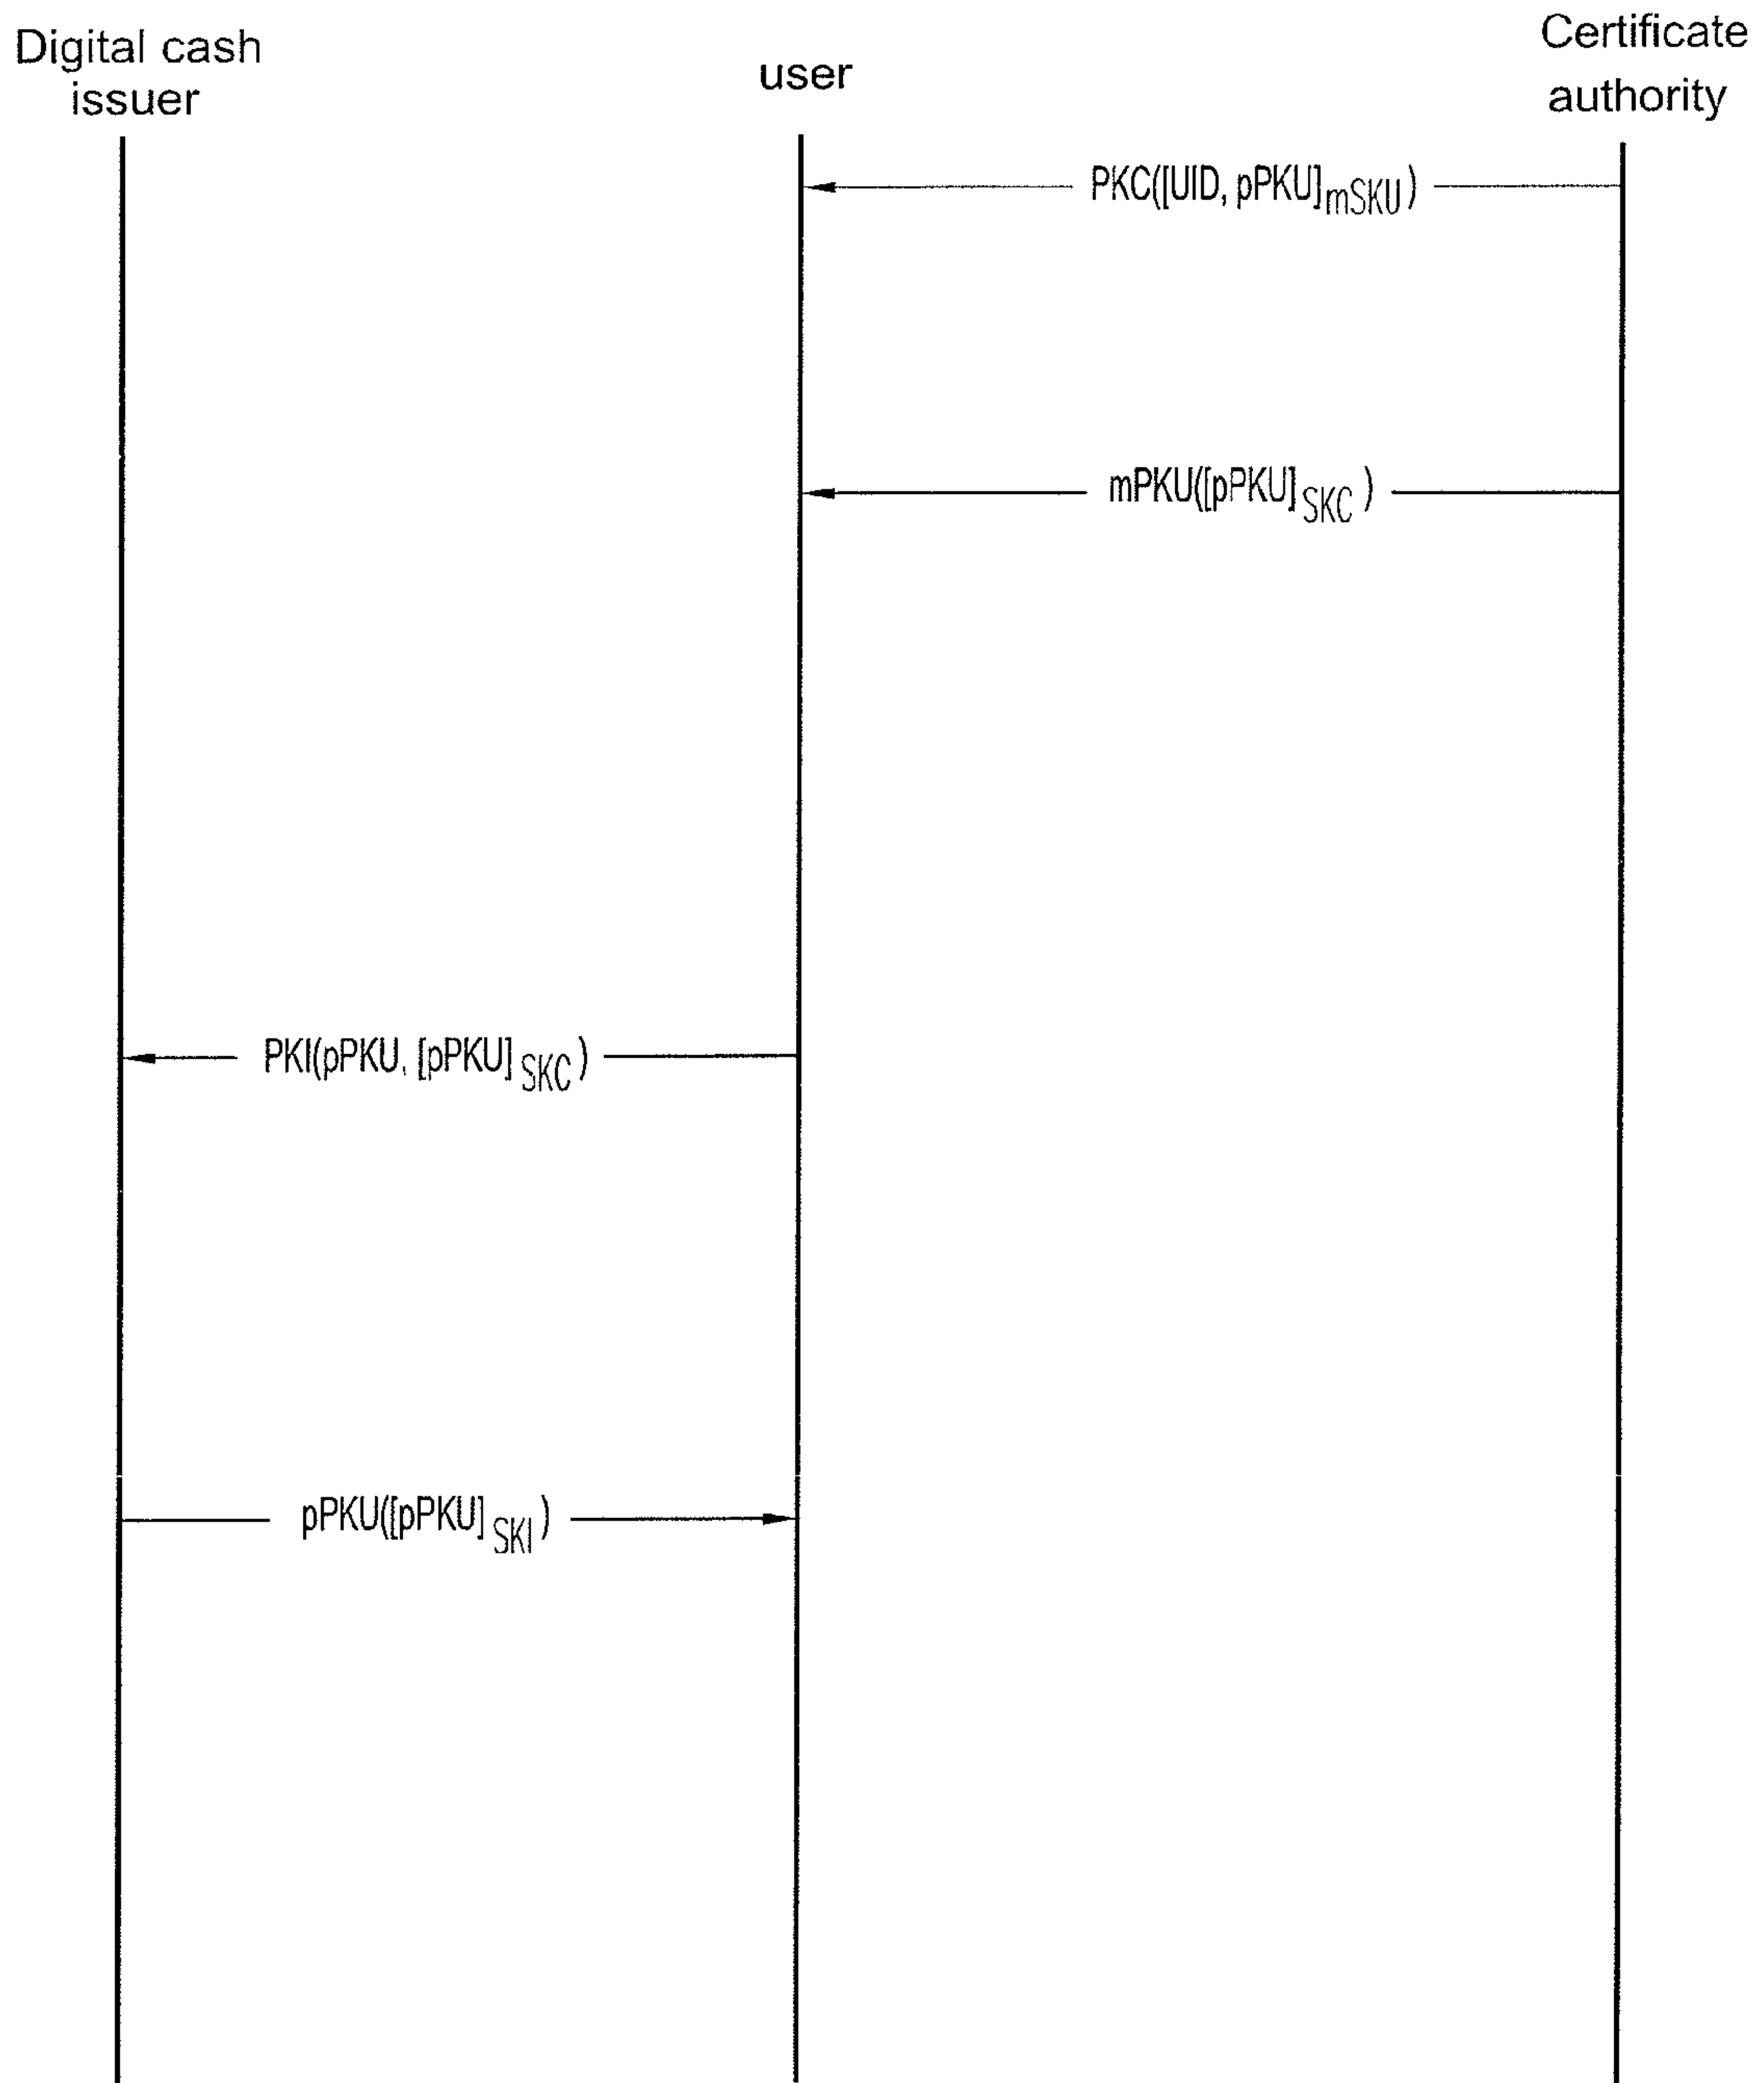 Digital cash
issuer
user
Certificate
authority
PKC([UID, pPKU]mSKU)
mPKU([pPKU]SKC)
PKI(pPKU, [pPKU]SKC)
pPKU([pPKU]SKI)